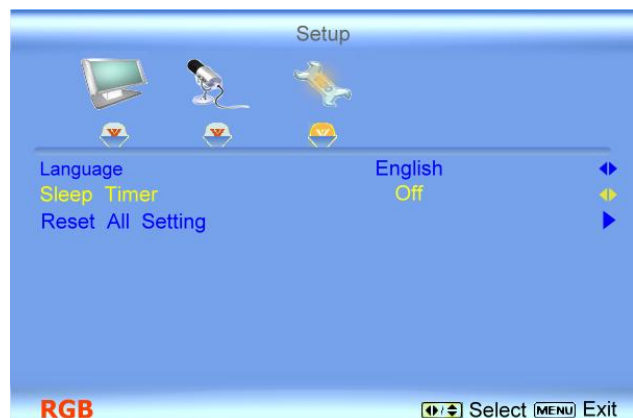 Setup
Language English
Sleep Timer Off
Reset All Setting
RGB Select MENU Exit